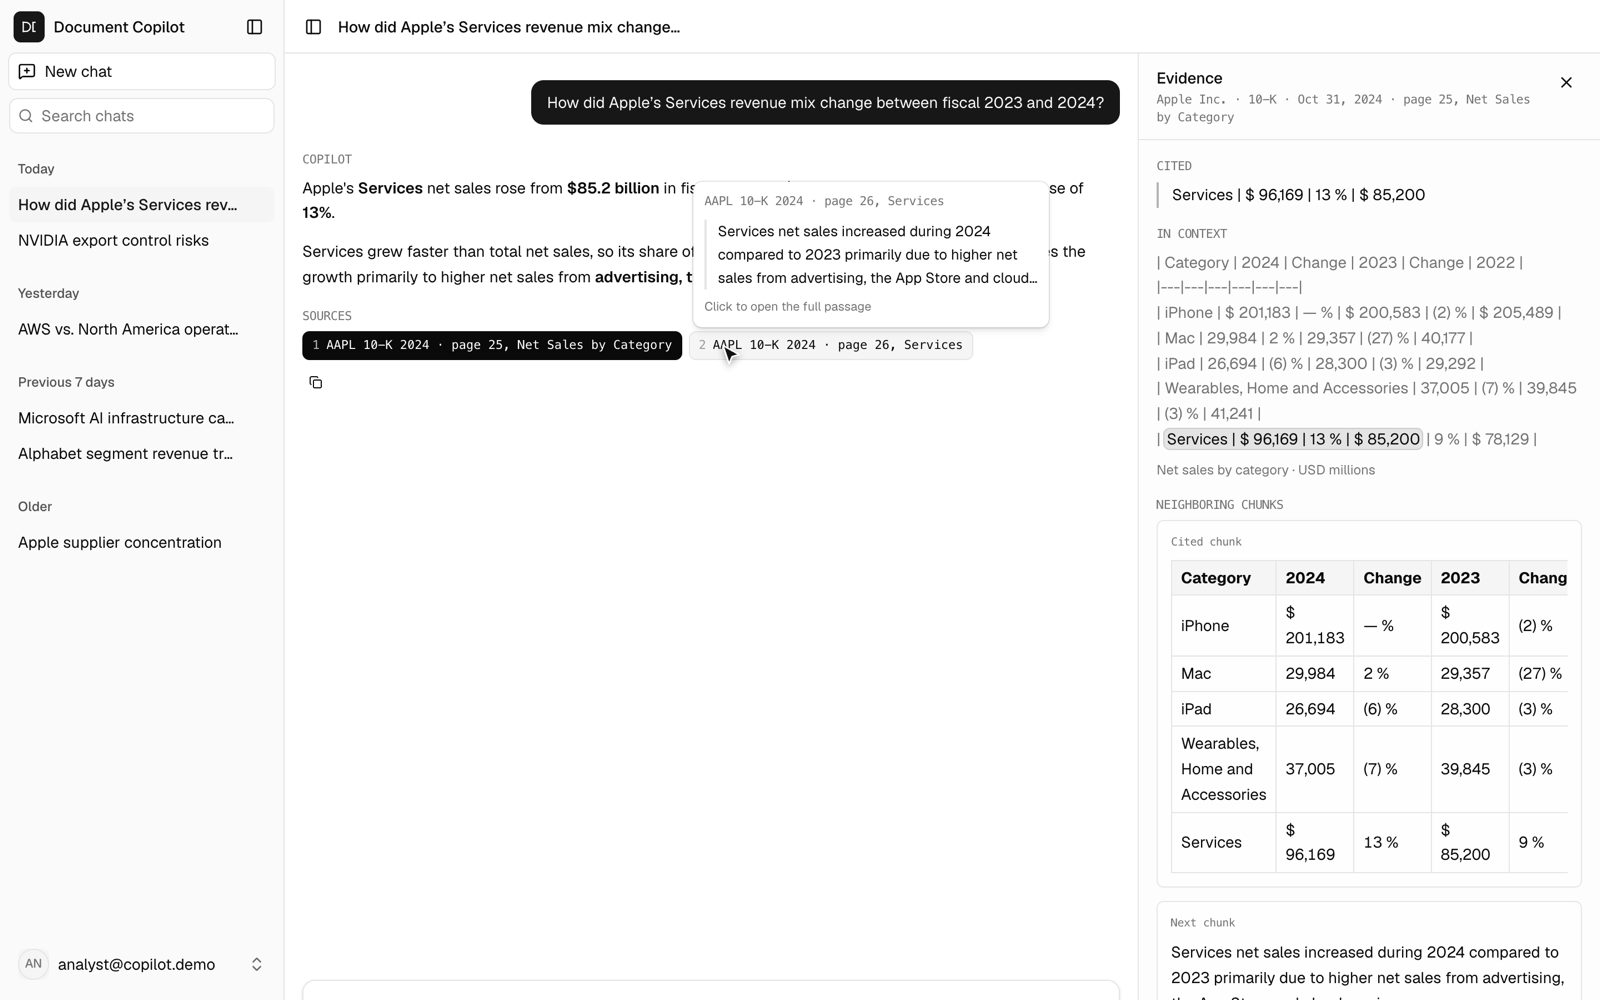 DC
Document Copilot
New chat
Search chats
Today
How did Apple's Services rev...
NVIDIA export control risks
Yesterday
AWS vs. North America operat...
Previous 7 days
Microsoft AI infrastructure ca...
Alphabet segment revenue tr...
Older
Apple supplier concentration
AN
analyst@copilot.demo
How did Apple's Services revenue mix change...
How did Apple's Services revenue mix change between fiscal 2023 and 2024?
COPILOT
Apple's Services net sales rose from $85.2 billion in se of
13%.
Services grew faster than total net sales, so its share of the
growth primarily to higher net sales from advertising,
AAPL 10-K 2024 · page 26, Services
Services net sales increased during 2024
compared to 2023 primarily due to higher net
sales from advertising, the App Store and cloud...
Click to open the full passage
SOURCES
1 AAPL 10-K 2024 · page 25, Net Sales by Category
2 AAPL 10-K 2024 · page 26, Services
Evidence
Apple Inc. · 10-K · Oct 31, 2024 · page 25, Net Sales
by Category
CITED
Services | $ 96,169 | 13 % | $ 85,200
IN CONTEXT
| Category | 2024 | Change | 2023 | Change | 2022 |
|---|---|---|---|---|---|
| iPhone | $ 201,183 | — % | $ 200,583 | (2) % | $ 205,489 |
| Mac | 29,984 | 2 % | 29,357 | (27) % | 40,177 |
| iPad | 26,694 | (6) % | 28,300 | (3) % | 29,292 |
| Wearables, Home and Accessories | 37,005 | (7) % | 39,845
| (3) % | 41,241 |
| Services | $ 96,169 | 13 % | $ 85,200 | 9 % | $ 78,129 |
Net sales by category · USD millions
NEIGHBORING CHUNKS
Cited chunk
Category 2024 Change 2023 Chang
iPhone $ 201,183 — % $ 200,583 (2) %
Mac 29,984 2 % 29,357 (27) %
iPad 26,694 (6) % 28,300 (3) %
Wearables, Home and Accessories 37,005 (7) % 39,845 (3) %
Services $ 96,169 13 % $ 85,200 9 %
Next chunk
Services net sales increased during 2024 compared to
2023 primarily due to higher net sales from advertising,